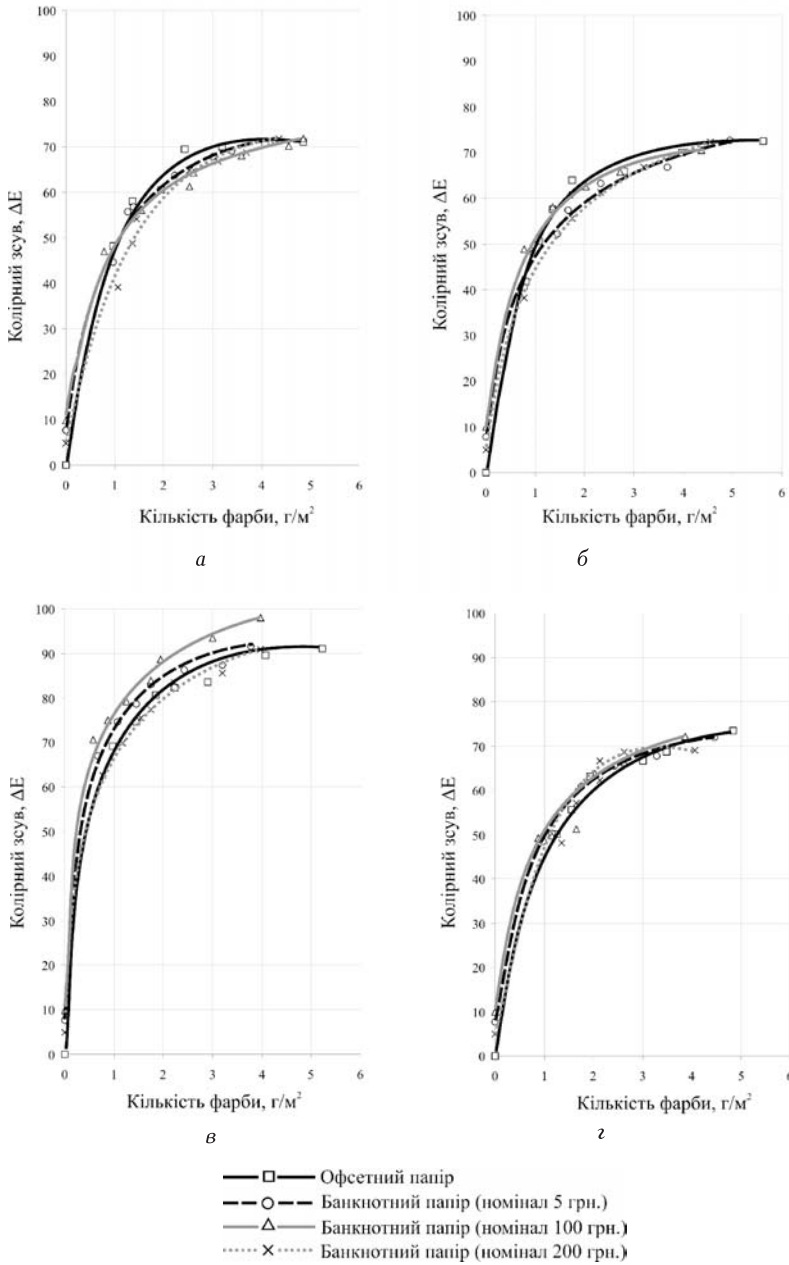 100
90
80
70
60
50
40
30
20
10
0
Колірний зсув, ΔE
0 1 2 3 4 5 6
Кількість фарби, г/м²
а
100
90
80
70
60
50
40
30
20
10
0
Колірний зсув, ΔE
0 1 2 3 4 5 6
Кількість фарби, г/м²
б
100
90
80
70
60
50
40
30
20
10
0
Колірний зсув, ΔE
0 1 2 3 4 5 6
Кількість фарби, г/м²
в
100
90
80
70
60
50
40
30
20
10
0
Колірний зсув, ΔE
0 1 2 3 4 5 6
Кількість фарби, г/м²
г
Офсетний папір
Банкнотний папір (номінал 5 грн.)
Банкнотний папір (номінал 100 грн.)
Банкнотний папір (номінал 200 грн.)